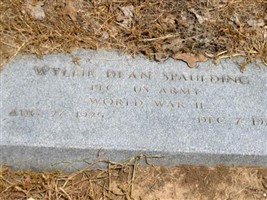 WYLLIE DEAN SPAULDING
US ARMY
WORLD WAR II
DEC 7